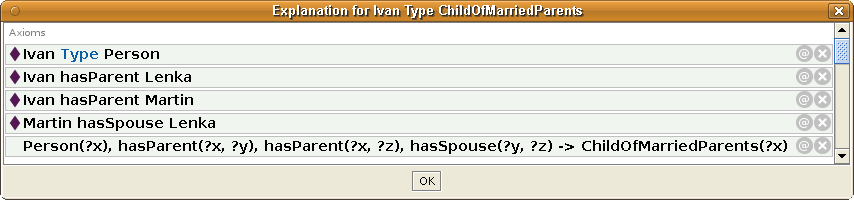 Explanation for Ivan Type ChildOfMarriedParents
Axioms
Ivan Type Person
Ivan hasParent Lenka
Ivan hasParent Martin
Martin hasSpouse Lenka
Person(?x), hasParent(?x, ?y), hasParent(?x, ?z), hasSpouse(?y, ?z) -> ChildOfMarriedParents(?x)
OK